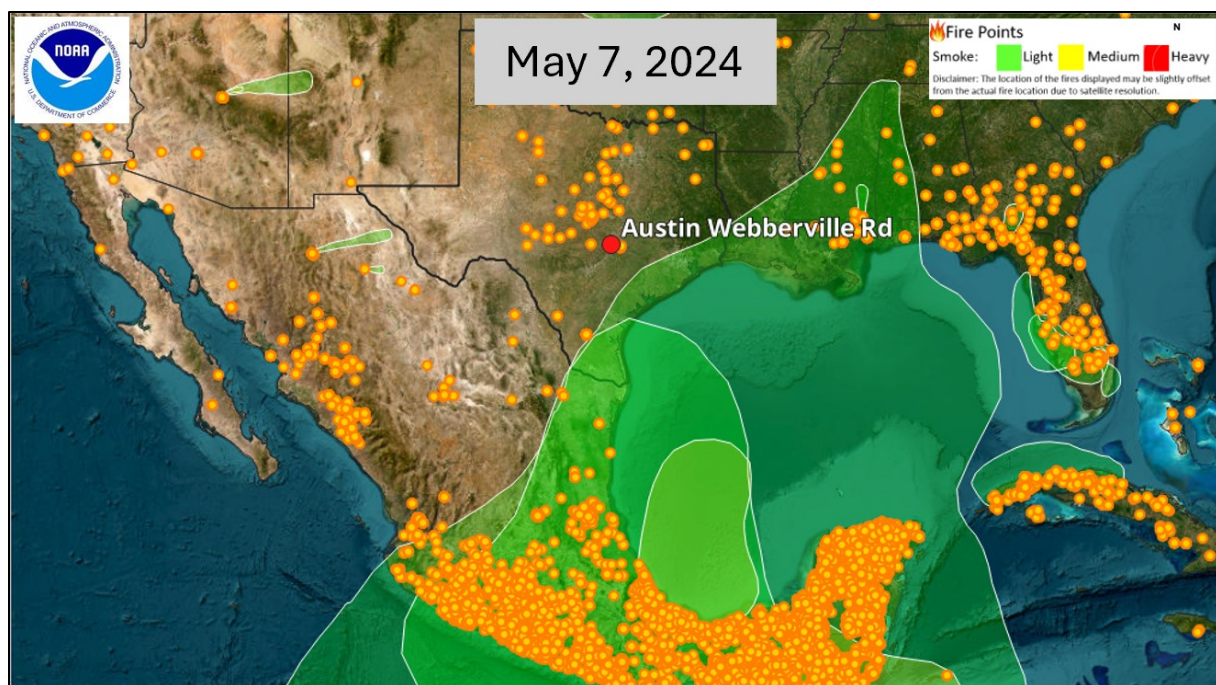 NATIONAL OCEANIC AND ATMOSPHERIC ADMINISTRATION
NOAA
U.S. DEPARTMENT OF COMMERCE
May 7, 2024
N
Fire Points
Smoke: Light Medium Heavy
Disclaimer: The location of the fires displayed may be slightly offset
from the actual fire location due to satellite resolution.
Austin Webberville Rd